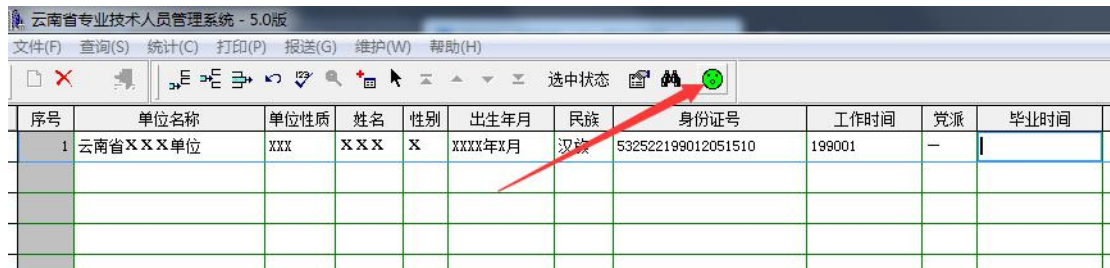 云南省专业技术人员管理系统 - 5.0版
文件(F) 查询(S) 统计(C) 打印(P) 报送(G) 维护(W) 帮助(H)
选中状态
序号 单位名称 单位性质 姓名 性别 出生年月 民族 身份证号 工作时间 党派 毕业时间
1 云南省XXX单位 XXX XXX X XXXX年X月 汉族 532522199012051510 199001 一